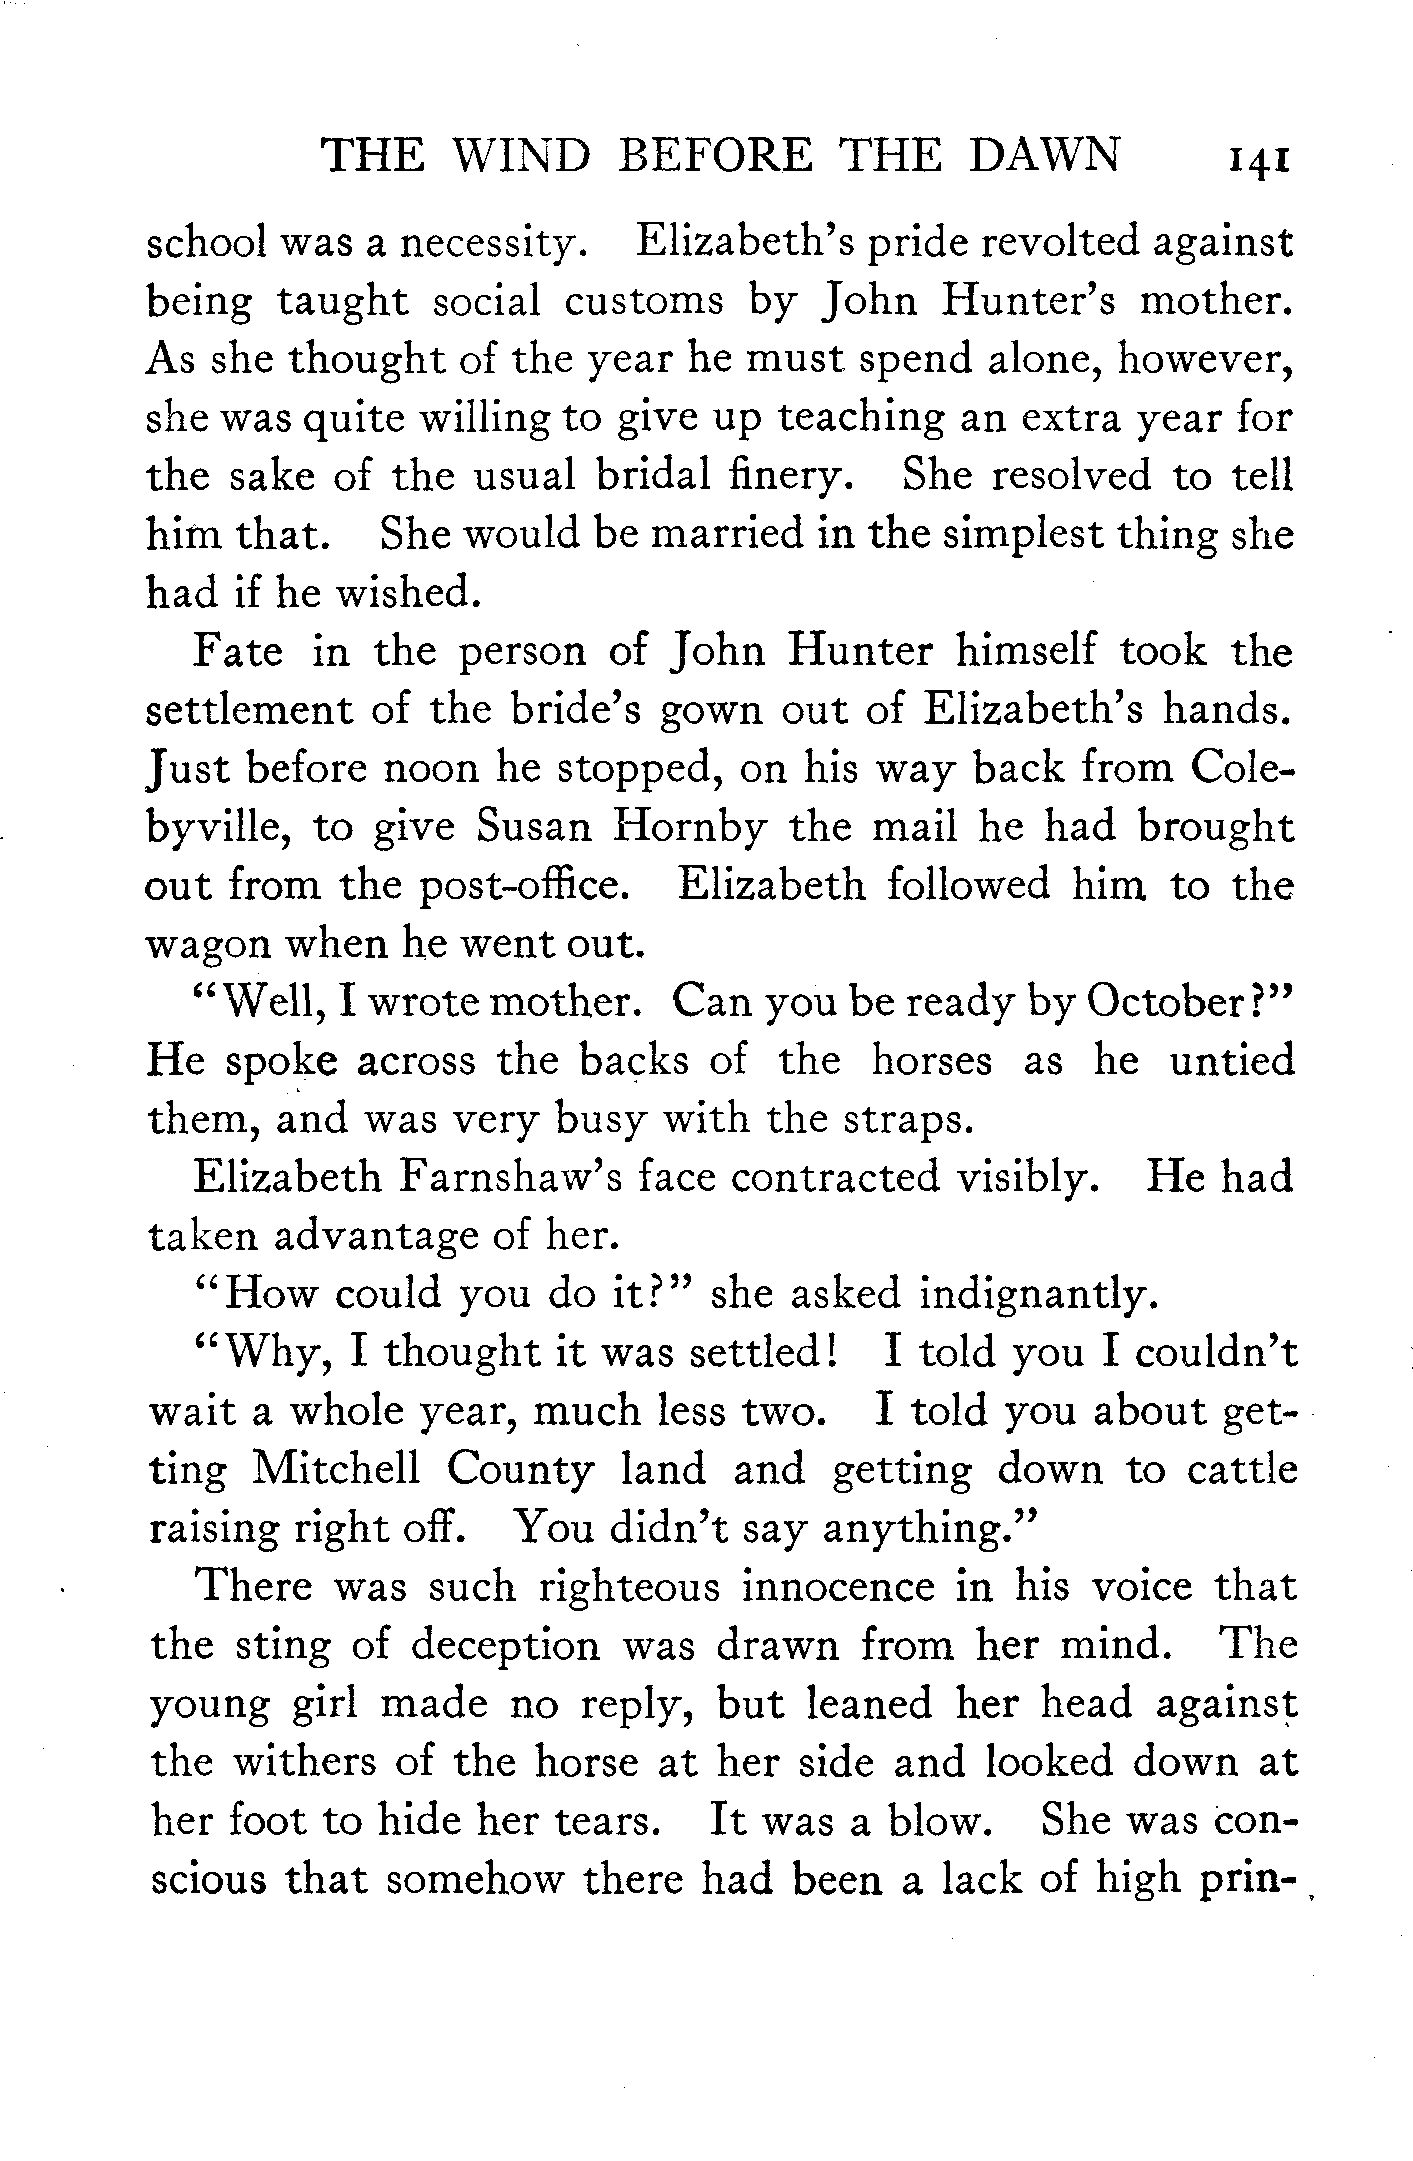 THE WIND BEFORE THE DAWN 141
school was a necessity. Elizabeth's pride revolted against
being taught social customs by John Hunter's mother.
As she thought of the year he must spend alone, however,
she was quite willing to give up teaching an extra year for
the sake of the usual bridal finery. She resolved to tell
him that. She would be married in the simplest thing she
had if he wished.
Fate in the person of John Hunter himself took the
settlement of the bride's gown out of Elizabeth's hands.
Just before noon he stopped, on his way back from Cole-
byville, to give Susan Hornby the mail he had brought
out from the post-office. Elizabeth followed him to the
wagon when he went out.
"Well, I wrote mother. Can you be ready by October?"
He spoke across the backs of the horses as he untied
them, and was very busy with the straps.
Elizabeth Farnshaw's face contracted visibly. He had
taken advantage of her.
"How could you do it?" she asked indignantly.
"Why, I thought it was settled! I told you I couldn't
wait a whole year, much less two. I told you about get-
ting Mitchell County land and getting down to cattle
raising right off. You didn't say anything."
There was such righteous innocence in his voice that
the sting of deception was drawn from her mind. The
young girl made no reply, but leaned her head against
the withers of the horse at her side and looked down at
her foot to hide her tears. It was a blow. She was con-
scious that somehow there had been a lack of high prin-